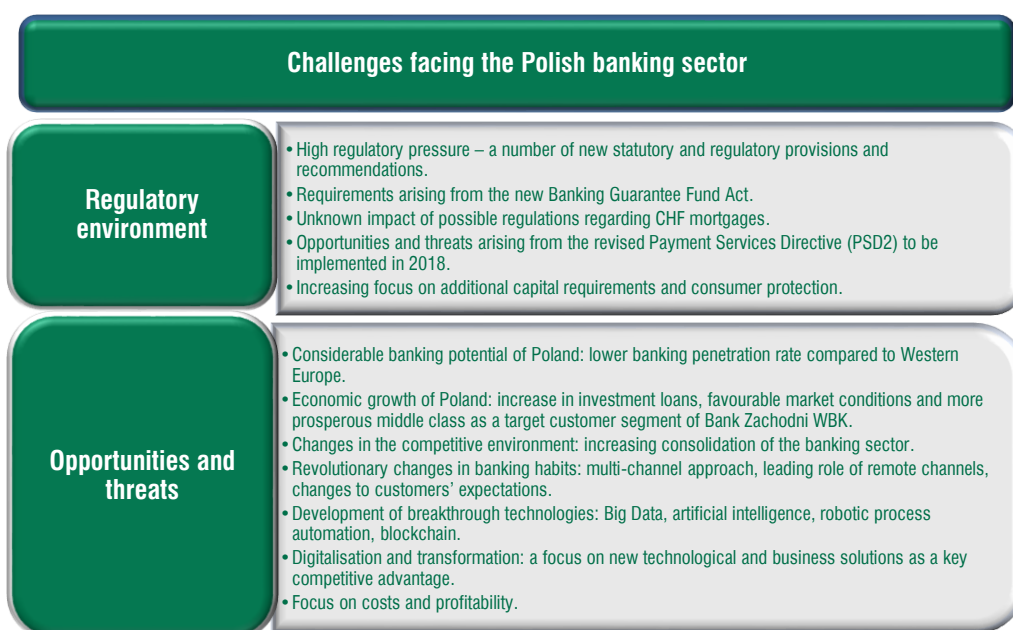 Challenges facing the Polish banking sector
Regulatory
environment
• High regulatory pressure – a number of new statutory and regulatory provisions and
recommendations.
• Requirements arising from the new Banking Guarantee Fund Act.
• Unknown impact of possible regulations regarding CHF mortgages.
• Opportunities and threats arising from the revised Payment Services Directive (PSD2) to be
implemented in 2018.
• Increasing focus on additional capital requirements and consumer protection.
Opportunities and
threats
• Considerable banking potential of Poland: lower banking penetration rate compared to Western
Europe.
• Economic growth of Poland: increase in investment loans, favourable market conditions and more
prosperous middle class as a target customer segment of Bank Zachodni WBK.
• Changes in the competitive environment: increasing consolidation of the banking sector.
• Revolutionary changes in banking habits: multi-channel approach, leading role of remote channels,
changes to customers’ expectations.
• Development of breakthrough technologies: Big Data, artificial intelligence, robotic process
automation, blockchain.
• Digitalisation and transformation: a focus on new technological and business solutions as a key
competitive advantage.
• Focus on costs and profitability.